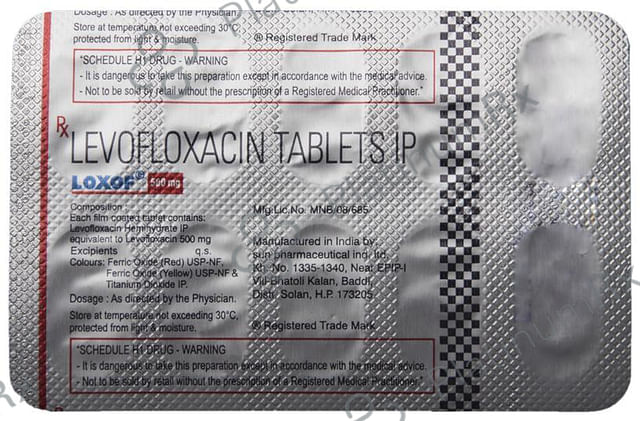 Dosage : As directed by the Physician.
Store at temperature not exceeding 30°C,
protected from light & moisture.
® Registered Trade Mark
"SCHEDULE H1 DRUG - WARNING
- It is dangerous to take this preparation except in accordance with the medical advice.
- Not to be sold by retail without the prescription of a Registered Medical Practitioner."
Rx
LEVOFLOXACIN TABLETS IP
LOXOF® 500 mg
Composition :
Each film coated tablet contains:
Levofloxacin Hemihydrate IP
equivalent to Levofloxacin 500 mg
Excipients q.s.
Colours: Ferric Oxide (Red) USP-NF,
Ferric Oxide (Yellow) USP-NF &
Titanium Dioxide IP.
Dosage : As directed by the Physician.
Store at temperature not exceeding 30°C,
protected from light & moisture.
Mfg.Lic.No. MNB/08/685
Manufactured in India by:
sun pharmaceutical ind. ltd.
Kh. No. 1335-1340, Near EPIP-I
Vill-Bhatoli Kalan, Baddi,
Distt. Solan, H.P. 173205
® Registered Trade Mark
"SCHEDULE H1 DRUG - WARNING
- It is dangerous to take this preparation except in accordance with the medical advice.
- Not to be sold by retail without the prescription of a Registered Medical Practitioner."